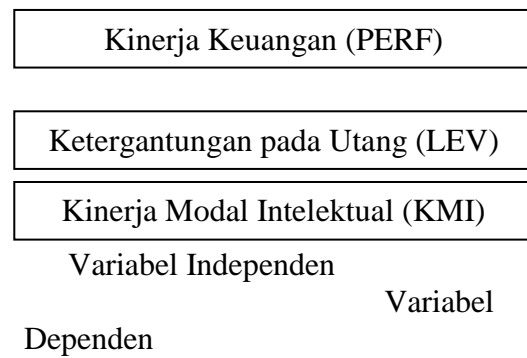 Kinerja Keuangan (PERF)
Ketergantungan pada Utang (LEV)
Kinerja Modal Intelektual (KMI)
Variabel Independen
Variabel
Dependen